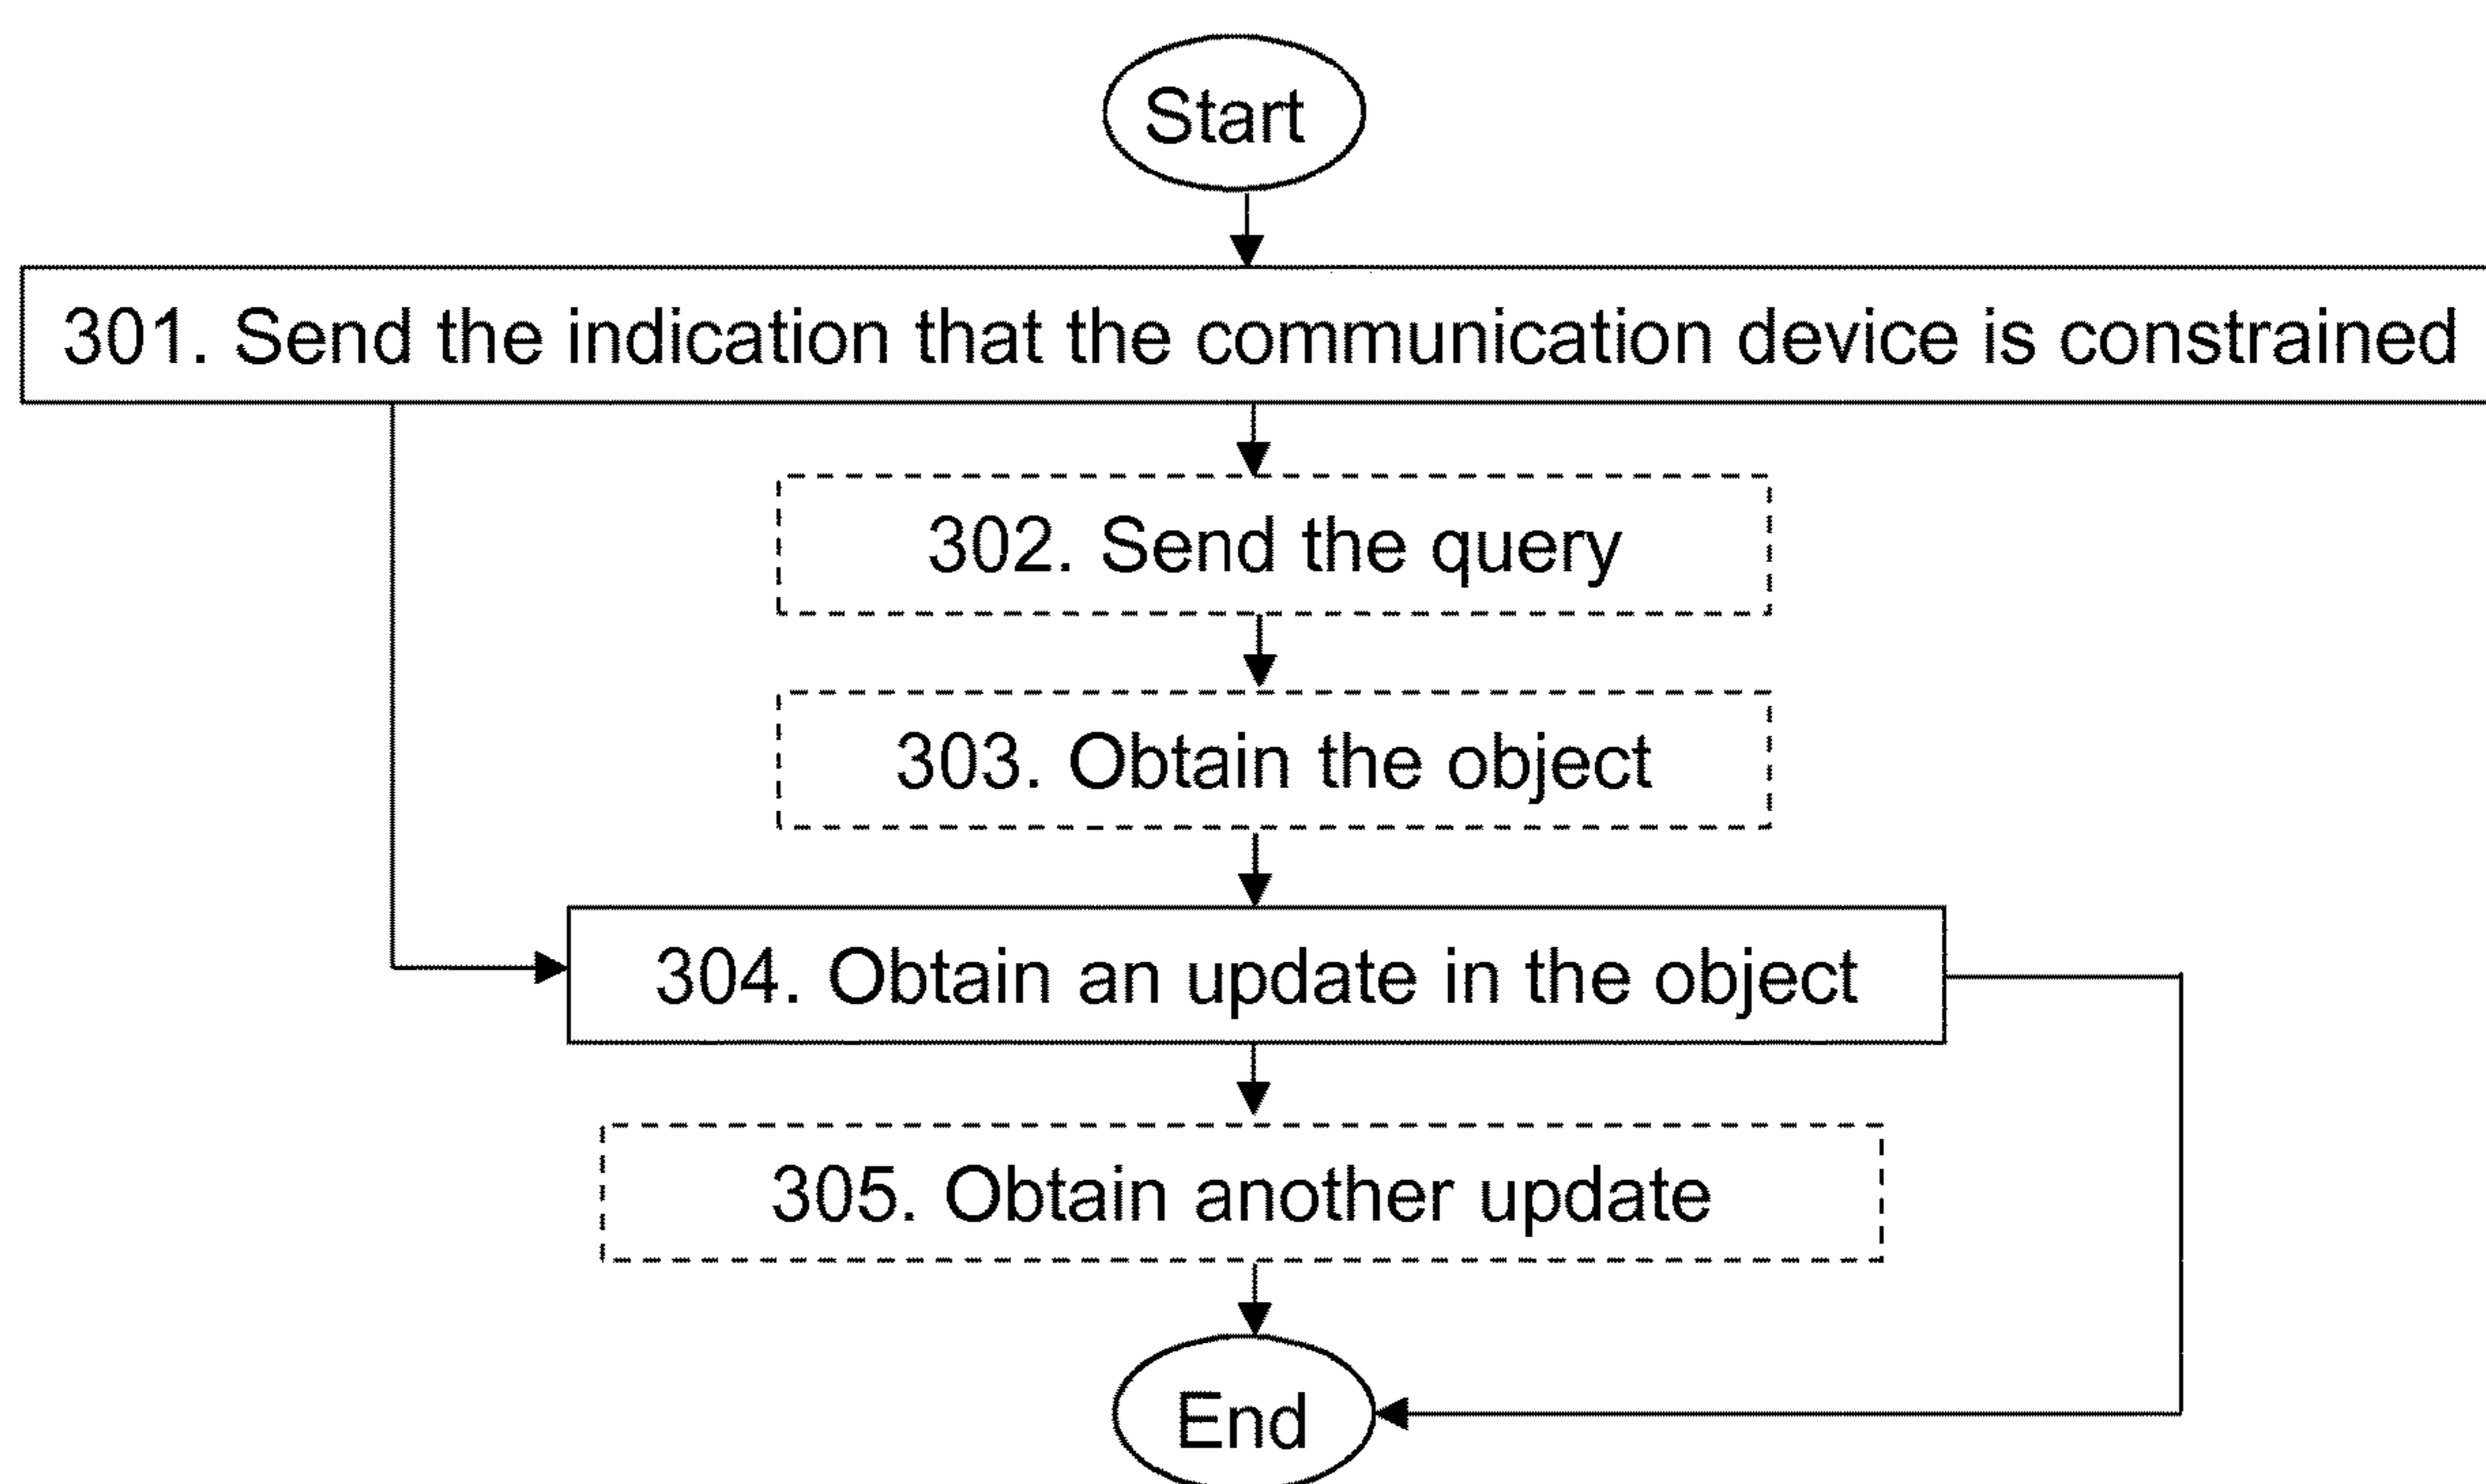 Start
301. Send the indication that the communication device is constrained
302. Send the query
303. Obtain the object
304. Obtain an update in the object
305. Obtain another update
End